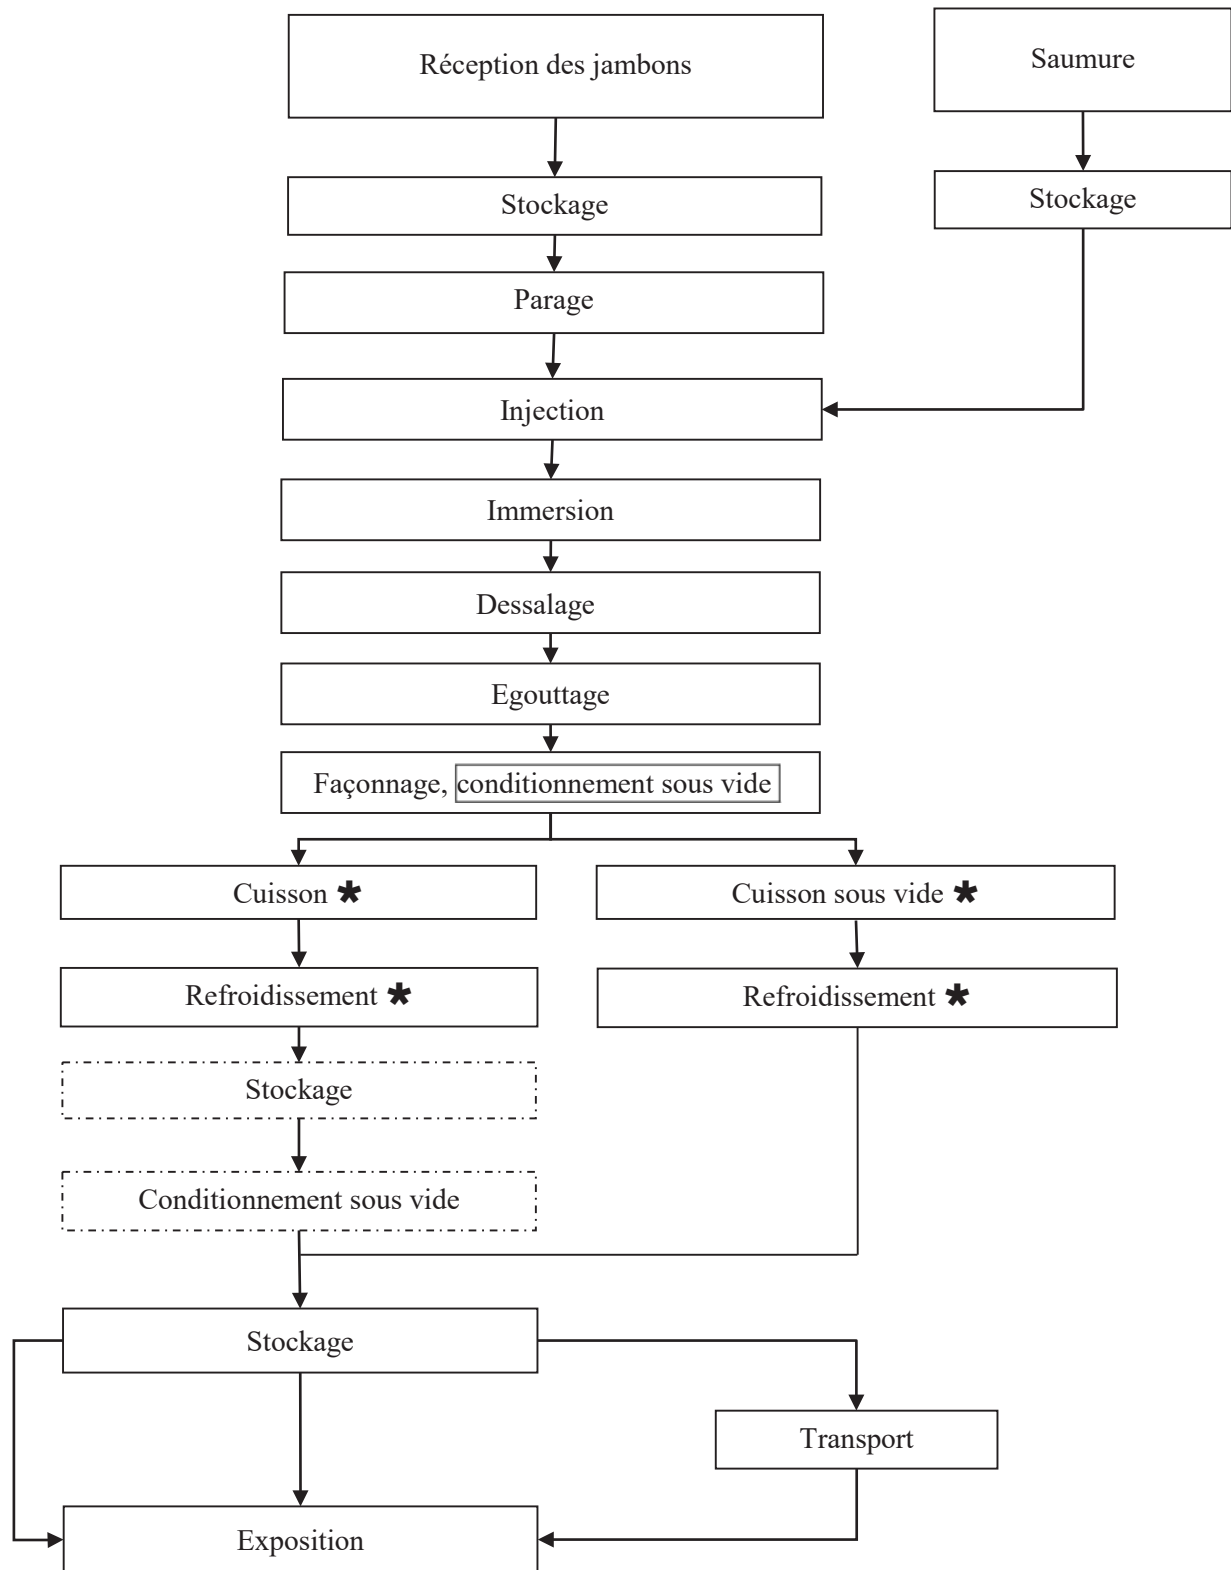 Réception des jambons
Saumure
Stockage
Stockage
Parage
Injection
Immersion
Dessalage
Egouttage
Façonnage, conditionnement sous vide
Cuisson *
Cuisson sous vide *
Refroidissement *
Refroidissement *
Stockage
Conditionnement sous vide
Stockage
Transport
Exposition